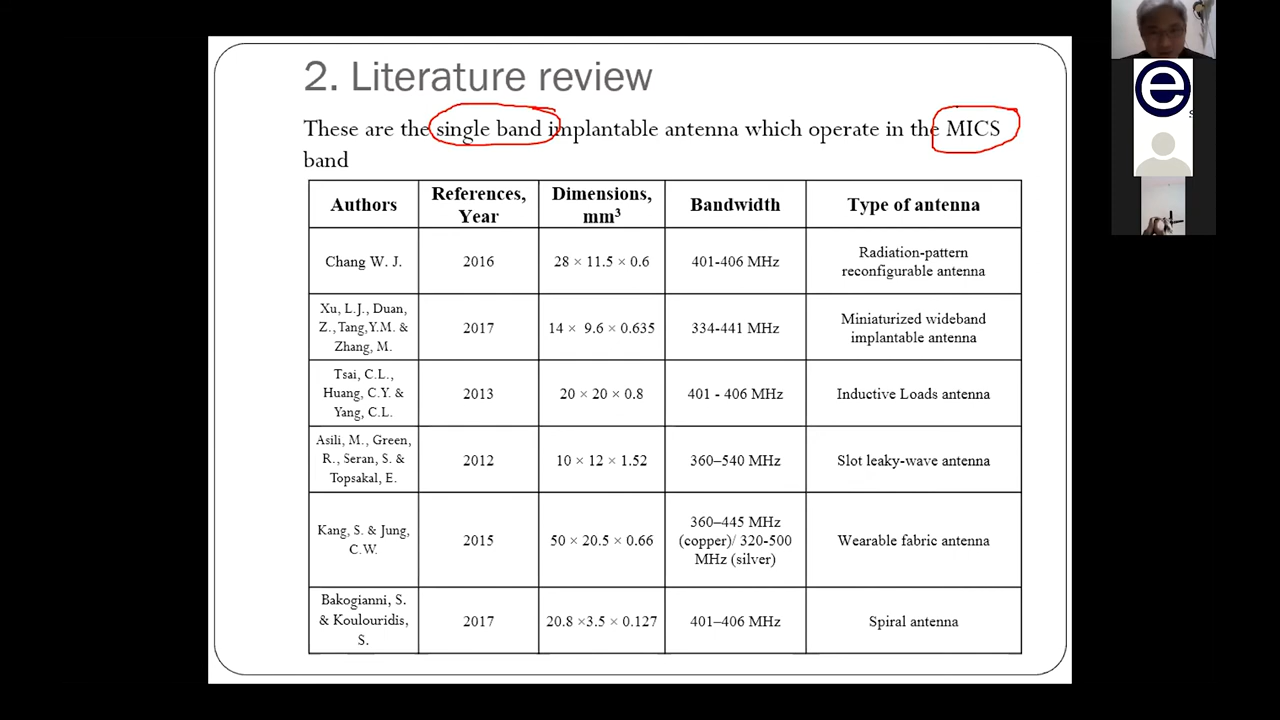 2. Literature review
These are the single band implantable antenna which operate in the MICS
band
Authors
References,
Year
Dimensions,
mm³
Bandwidth
Type of antenna
Chang W. J.
2016
28 × 11.5 × 0.6
401-406 MHz
Radiation-pattern
reconfigurable antenna
Xu, L.J., Duan,
Z., Tang, Y.M. &
Zhang, M.
2017
14 × 9.6 × 0.635
334-441 MHz
Miniaturized wideband
implantable antenna
Tsai, C.L.,
Huang, C.Y. &
Yang, C.L.
2013
20 × 20 × 0.8
401 - 406 MHz
Inductive Loads antenna
Asili, M., Green,
R., Seran, S. &
Topsakal, E.
2012
10 × 12 × 1.52
360–540 MHz
Slot leaky-wave antenna
Kang, S. & Jung,
C.W.
2015
50 × 20.5 × 0.66
360–445 MHz
(copper)/ 320-500
MHz (silver)
Wearable fabric antenna
Bakogianni, S.
& Koulouridis,
S.
2017
20.8 ×3.5 × 0.127
401–406 MHz
Spiral antenna
e
s